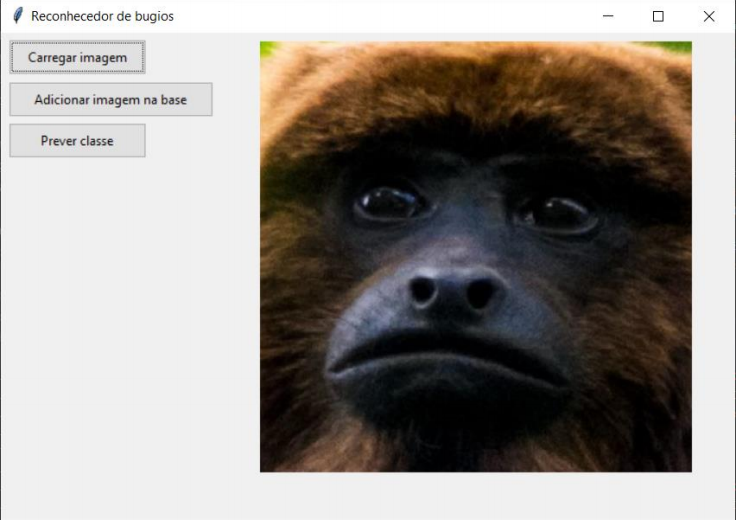 Reconhecedor de bugios
Carregar imagem
Adicionar imagem na base
Prever classe